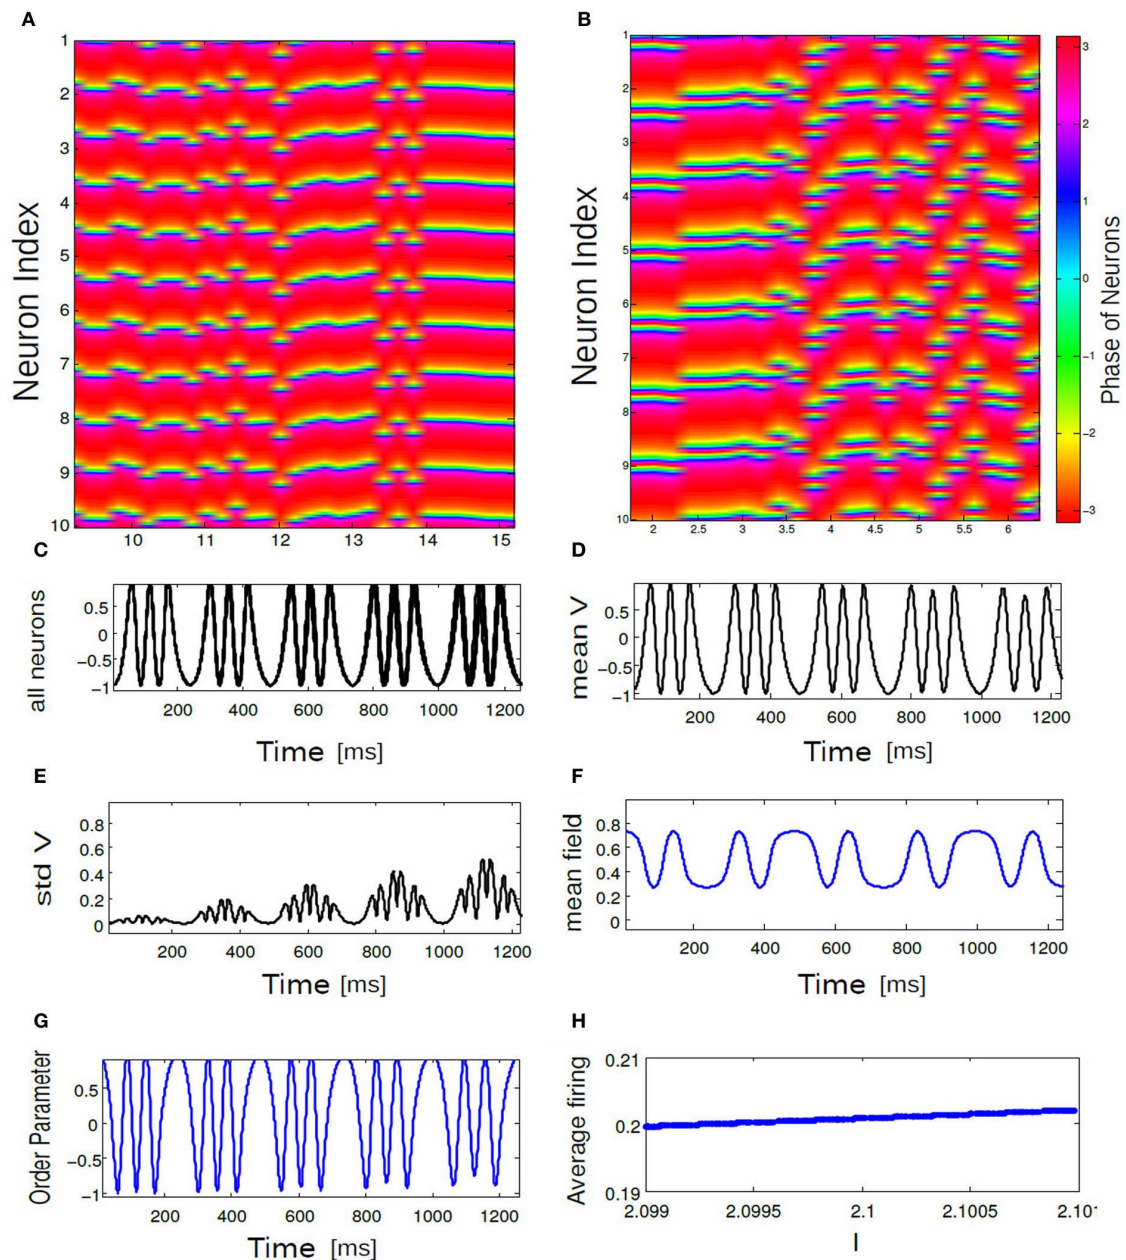 A
B
1
2
3
4
5
6
7
8
9
10
Neuron Index
10
11
12
13
14
15
1
2
3
4
5
6
7
8
9
10
Neuron Index
2
2.5
3
3.5
4
4.5
5
5.5
6
3
2
1
0
−1
−2
−3
Phase of Neurons
C
D
0.5
0
−0.5
−1
all neurons
200 400 600 800 1000 1200
Time [ms]
0.5
0
−0.5
−1
mean V
200 400 600 800 1000 1200
Time [ms]
E
F
0.8
0.6
0.4
0.2
0
std V
200 400 600 800 1000 1200
Time [ms]
0.8
0.6
0.4
0.2
0
mean field
200 400 600 800 1000 1200
Time [ms]
G
H
0.5
0
−0.5
−1
Order Parameter
200 400 600 800 1000 1200
Time [ms]
0.21
0.2
0.19
Average firing
2.099 2.0995 2.1 2.1005 2.101
I